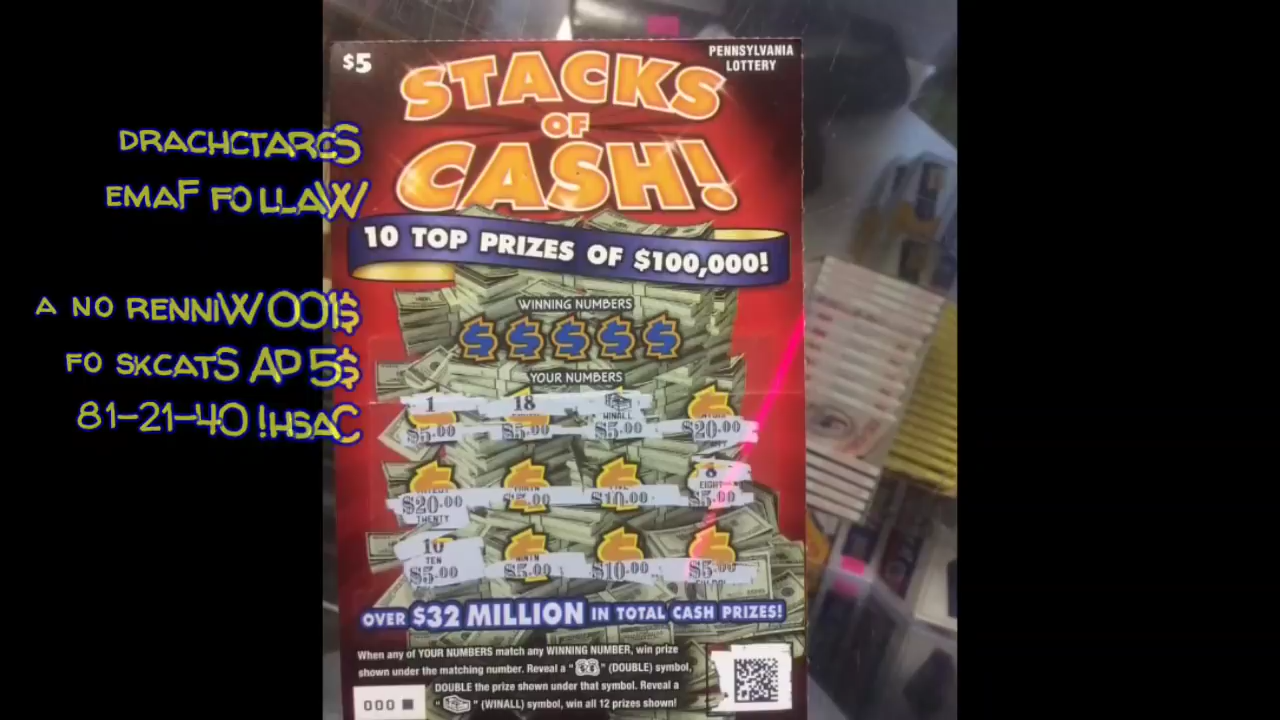 $5
PENNSYLVANIA
LOTTERY
STACKS
OF
CASH!
DRACHCTARCS
EMAF FO LLAW
A NO RENNIW 001$
FO SKCATS AP 5$
81-21-40 !HSAC
10 TOP PRIZES OF $100,000!
WINNING NUMBERS
$ $ $ $ $
YOUR NUMBERS
1 18 WINALL
$5.00 $5.00 $5.00 $20.00
8
EIGHT
$20.00 $10.00 $5.00
TWENTY
10
TEN
$5.00 $5.00 $10.00 $5.00
OVER $32 MILLION IN TOTAL CASH PRIZES!
When any of YOUR NUMBERS match any WINNING NUMBER, win prize
shown under the matching number. Reveal a " " (DOUBLE) symbol,
DOUBLE the prize shown under that symbol. Reveal a
" " (WINALL) symbol, win all 12 prizes shown!
000